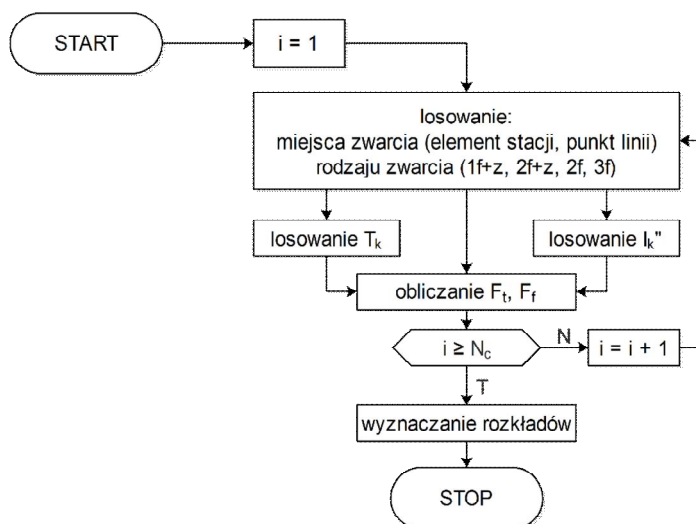 START
i = 1
losowanie:
miejsca zwarcia (element stacji, punkt linii)
rodzaju zwarcia (1f+z, 2f+z, 2f, 3f)
losowanie Tk
losowanie Ik"
obliczanie Ft, Ff
i ≥ Nc
N
i = i + 1
T
wyznaczanie rozkładów
STOP